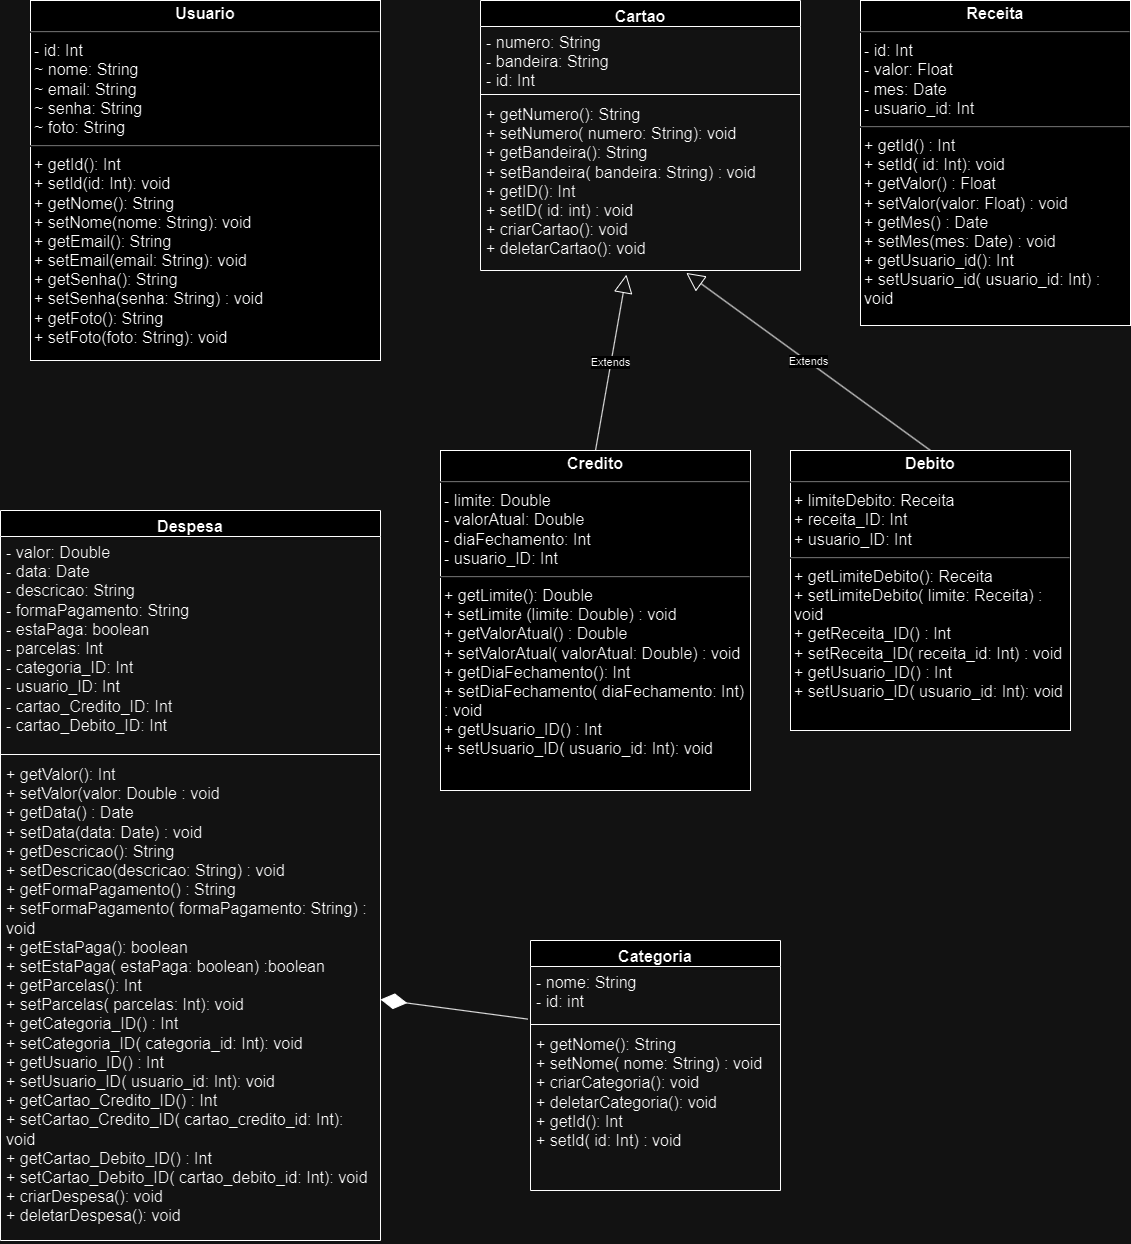 Usuario
- id: Int
~ nome: String
~ email: String
~ senha: String
~ foto: String
+ getId(): Int
+ setId(id: Int): void
+ getNome(): String
+ setNome(nome: String): void
+ getEmail(): String
+ setEmail(email: String): void
+ getSenha(): String
+ setSenha(senha: String) : void
+ getFoto(): String
+ setFoto(foto: String): void
Cartao
- numero: String
- bandeira: String
- id: Int
+ getNumero(): String
+ setNumero( numero: String): void
+ getBandeira(): String
+ setBandeira( bandeira: String) : void
+ getID(): Int
+ setID( id: int) : void
+ criarCartao(): void
+ deletarCartao(): void
Receita
- id: Int
- valor: Float
- mes: Date
- usuario_id: Int
+ getId() : Int
+ setId( id: Int): void
+ getValor() : Float
+ setValor(valor: Float) : void
+ getMes() : Date
+ setMes(mes: Date) : void
+ getUsuario_id(): Int
+ setUsuario_id( usuario_id: Int) :
void
Extends
Extends
Credito
- limite: Double
- valorAtual: Double
- diaFechamento: Int
- usuario_ID: Int
+ getLimite(): Double
+ setLimite (limite: Double) : void
+ getValorAtual() : Double
+ setValorAtual( valorAtual: Double) : void
+ getDiaFechamento(): Int
+ setDiaFechamento( diaFechamento: Int)
: void
+ getUsuario_ID() : Int
+ setUsuario_ID( usuario_id: Int): void
Debito
+ limiteDebito: Receita
+ receita_ID: Int
+ usuario_ID: Int
+ getLimiteDebito(): Receita
+ setLimiteDebito( limite: Receita) :
void
+ getReceita_ID() : Int
+ setReceita_ID( receita_id: Int) : void
+ getUsuario_ID() : Int
+ setUsuario_ID( usuario_id: Int): void
Despesa
- valor: Double
- data: Date
- descricao: String
- formaPagamento: String
- estaPaga: boolean
- parcelas: Int
- categoria_ID: Int
- usuario_ID: Int
- cartao_Credito_ID: Int
- cartao_Debito_ID: Int
+ getValor(): Int
+ setValor(valor: Double : void
+ getData() : Date
+ setData(data: Date) : void
+ getDescricao(): String
+ setDescricao(descricao: String) : void
+ getFormaPagamento() : String
+ setFormaPagamento( formaPagamento: String) :
void
+ getEstaPaga(): boolean
+ setEstaPaga( estaPaga: boolean) :boolean
+ getParcelas(): Int
+ setParcelas( parcelas: Int): void
+ getCategoria_ID() : Int
+ setCategoria_ID( categoria_id: Int): void
+ getUsuario_ID() : Int
+ setUsuario_ID( usuario_id: Int): void
+ getCartao_Credito_ID() : Int
+ setCartao_Credito_ID( cartao_credito_id: Int):
void
+ getCartao_Debito_ID() : Int
+ setCartao_Debito_ID( cartao_debito_id: Int): void
+ criarDespesa(): void
+ deletarDespesa(): void
Categoria
- nome: String
- id: int
+ getNome(): String
+ setNome( nome: String) : void
+ criarCategoria(): void
+ deletarCategoria(): void
+ getId(): Int
+ setId( id: Int) : void